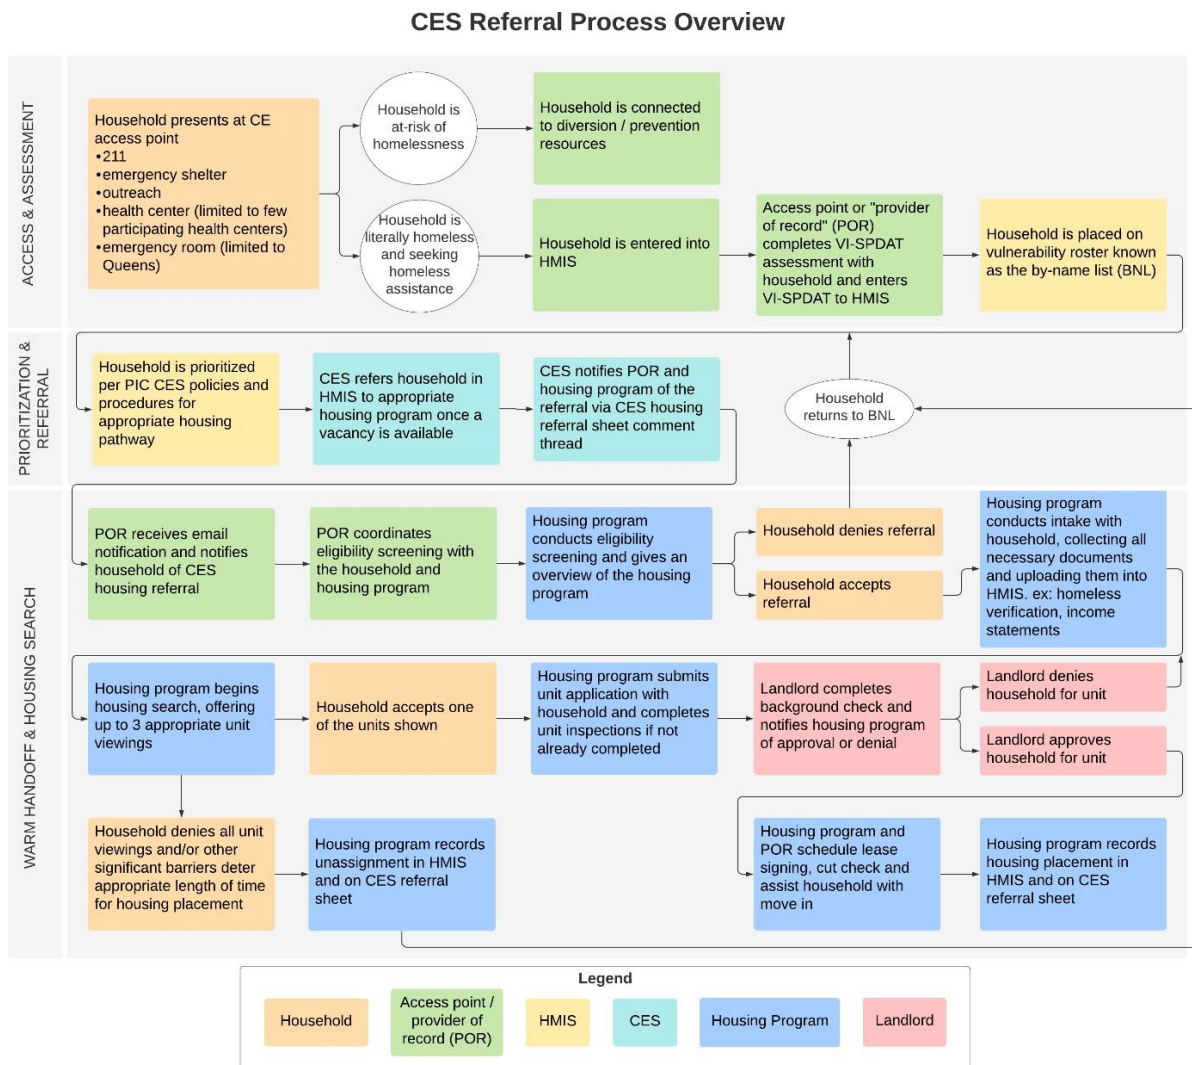 CES Referral Process Overview
ACCESS & ASSESSMENT
Household presents at CE
access point
•211
•emergency shelter
•outreach
•health center (limited to few
participating health centers)
•emergency room (limited to
Queens)
Household is
at-risk of
homelessness
Household is connected
to diversion / prevention
resources
Household is
literally homeless
and seeking
homeless
assistance
Household is entered into
HMIS
Access point or "provider
of record" (POR)
completes VI-SPDAT
assessment with
household and enters
VI-SPDAT to HMIS
Household is placed on
vulnerability roster known
as the by-name list (BNL)
PRIORITIZATION &
REFERRAL
Household is prioritized
per PIC CES policies and
procedures for
appropriate housing
pathway
CES refers household in
HMIS to appropriate
housing program once a
vacancy is available
CES notifies POR and
housing program of the
referral via CES housing
referral sheet comment
thread
Household
returns to BNL
WARM HANDOFF & HOUSING SEARCH
POR receives email
notification and notifies
household of CES
housing referral
POR coordinates
eligibility screening with
the household and
housing program
Housing program
conducts eligibility
screening and gives an
overview of the housing
program
Household denies referral
Household accepts
referral
Housing program
conducts intake with
household, collecting all
necessary documents
and uploading them into
HMIS. ex: homeless
verification, income
statements
Housing program begins
housing search, offering
up to 3 appropriate unit
viewings
Household accepts one
of the units shown
Housing program submits
unit application with
household and completes
unit inspections if not
already completed
Landlord completes
background check and
notifies housing program
of approval or denial
Landlord denies
household for unit
Landlord approves
household for unit
Household denies all unit
viewings and/or other
significant barriers deter
appropriate length of time
for housing placement
Housing program records
unassignment in HMIS
and on CES referral
sheet
Housing program and
POR schedule lease
signing, cut check and
assist household with
move in
Housing program records
housing placement in
HMIS and on CES
referral sheet
Legend
Household
Access point /
provider of
record (POR)
HMIS
CES
Housing Program
Landlord